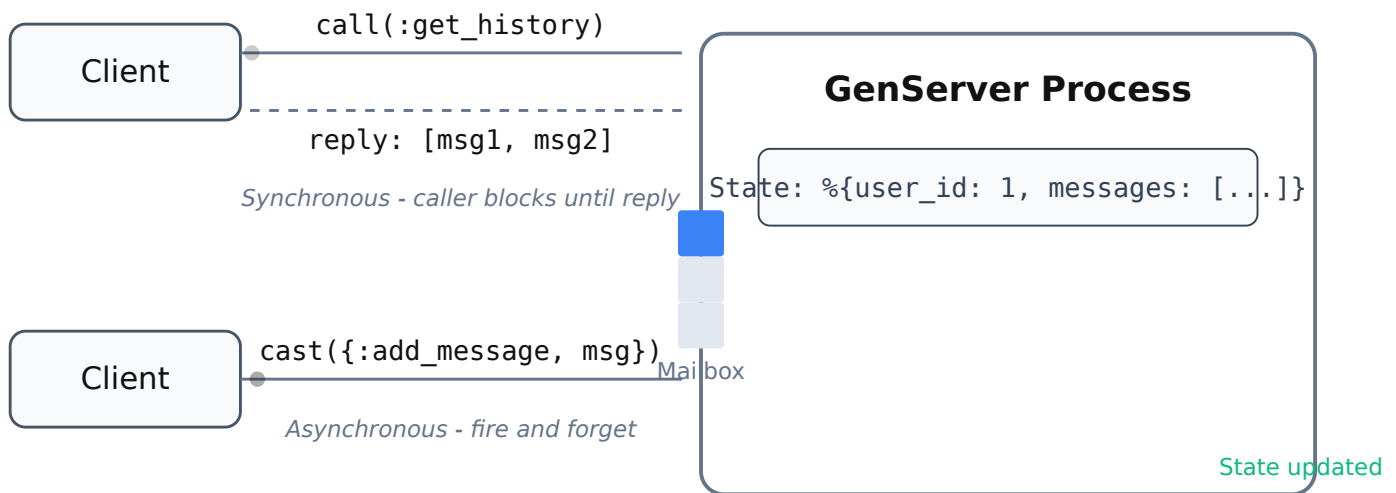 call(:get_history)
Client
reply: [msg1, msg2]
Synchronous - caller blocks until reply
GenServer Process
State: %{user_id: 1, messages: [...]}
Mailbox
cast({:add_message, msg})
Client
Asynchronous - fire and forget
State updated